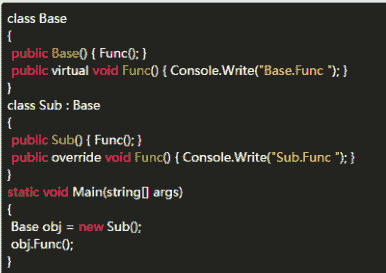 class Base
{
public Base() { Func(); }
public virtual void Func() { Console.Write("Base.Func "); }
}
class Sub : Base
{
public Sub() { Func(); }
public override void Func() { Console.Write("Sub.Func "); }
}
static void Main(string[] args)
{
Base obj = new Sub();
obj.Func();
}